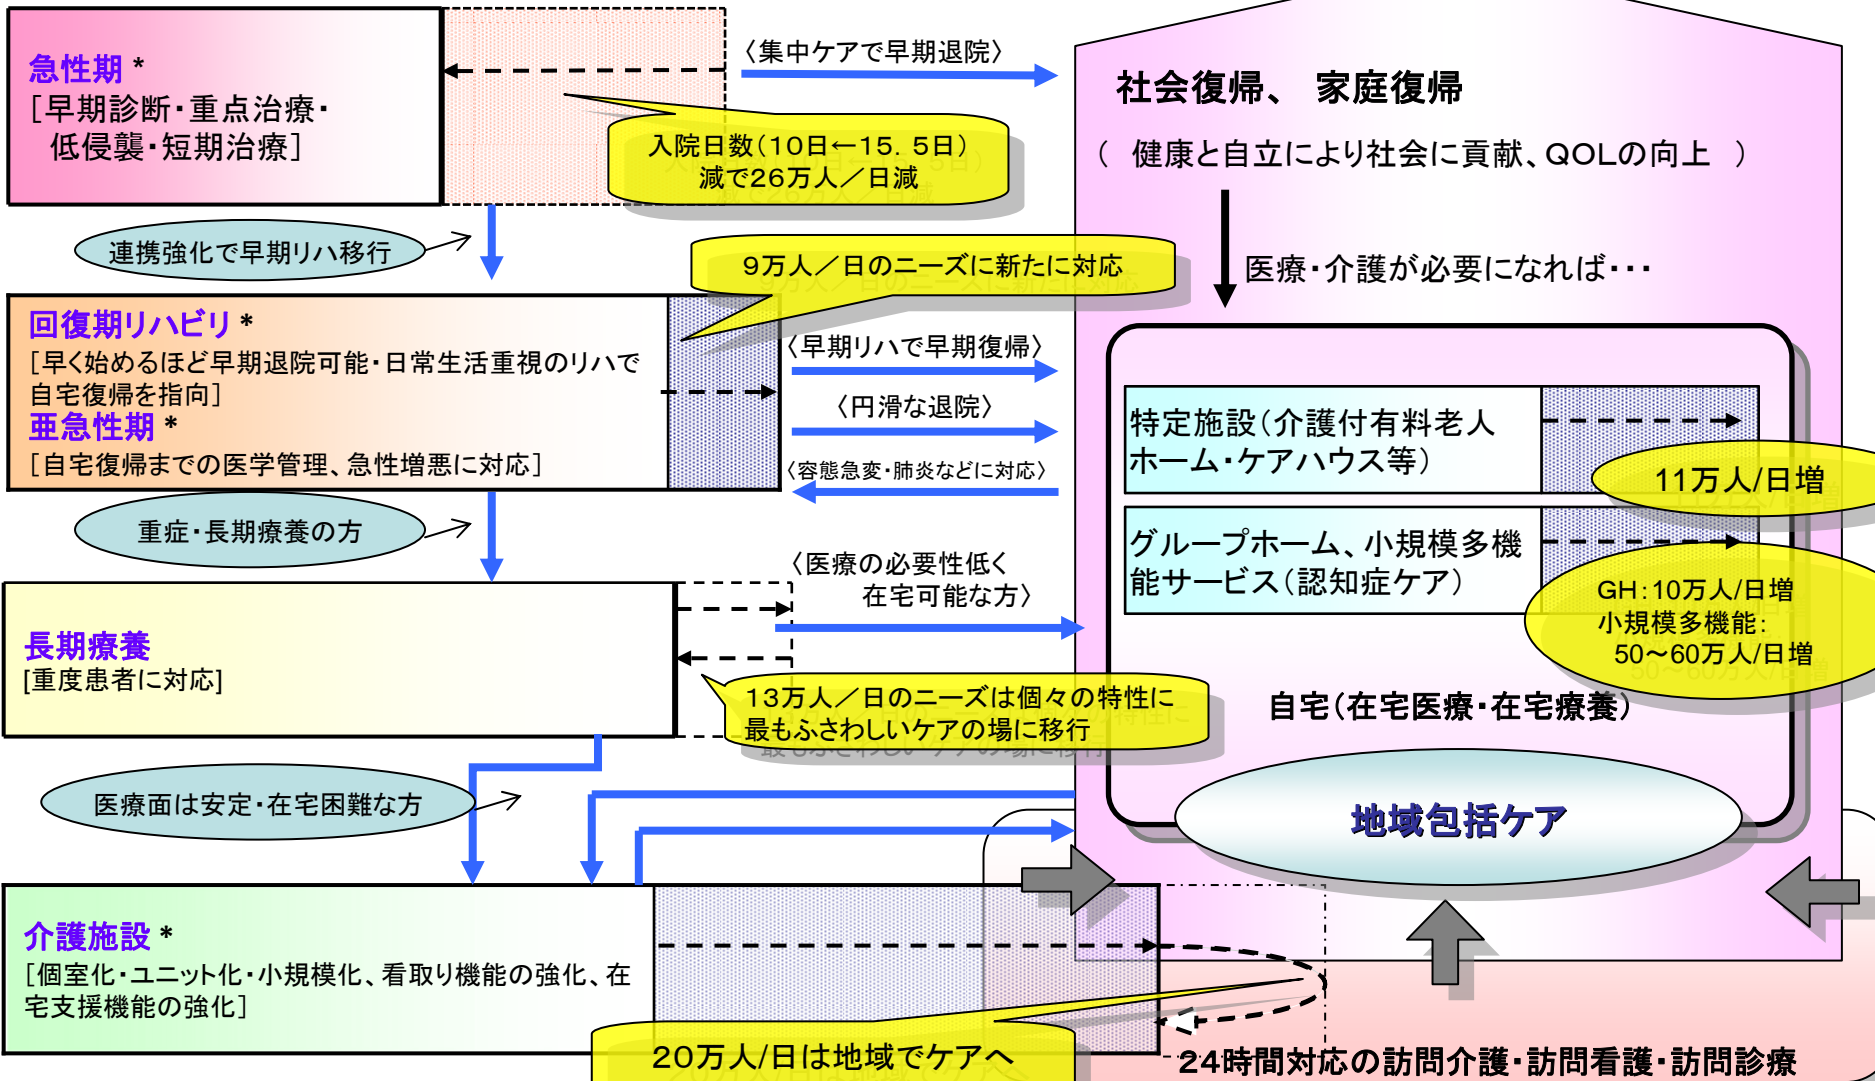 急性期 *
[早期診断・重点治療・
低侵襲・短期治療]
〈集中ケアで早期退院〉
入院日数(10日←15. 5日)
減で26万人／日減
連携強化で早期リハ移行
9万人／日のニーズに新たに対応
回復期リハビリ *
[早く始めるほど早期退院可能・日常生活重視のリハで
自宅復帰を指向]
亜急性期 *
[自宅復帰までの医学管理、急性増悪に対応]
〈早期リハで早期復帰〉
〈円滑な退院〉
〈容態急変・肺炎などに対応〉
重症・長期療養の方
〈医療の必要性低く
在宅可能な方〉
長期療養
[重度患者に対応]
13万人／日のニーズは個々の特性に
最もふさわしいケアの場に移行
医療面は安定・在宅困難な方
介護施設 *
[個室化・ユニット化・小規模化、看取り機能の強化、在
宅支援機能の強化]
20万人/日は地域でケアへ
社会復帰、 家庭復帰
( 健康と自立により社会に貢献、QOLの向上 )
医療・介護が必要になれば・・・
特定施設(介護付有料老人
ホーム・ケアハウス等)
11万人/日増
グループホーム、小規模多機
能サービス(認知症ケア)
GH:10万人/日増
小規模多機能:
50～60万人/日増
自宅(在宅医療・在宅療養)
地域包括ケア
24時間対応の訪問介護・訪問看護・訪問診療